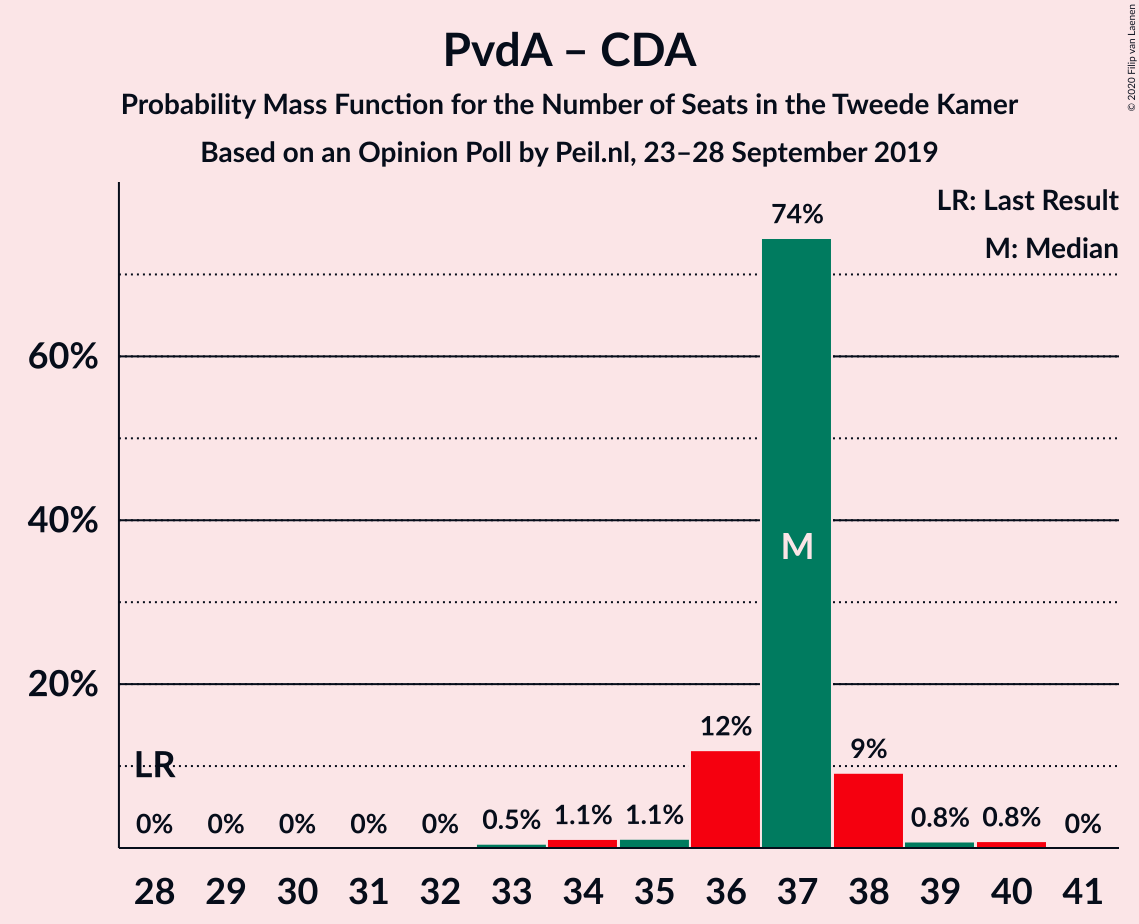 PvdA – CDA
Probability Mass Function for the Number of Seats in the Tweede Kamer
Based on an Opinion Poll by Peil.nl, 23–28 September 2019
© 2020 Filip van Laenen
LR: Last Result
M: Median
74%
60%
40%
M
20%
12%
LR
9%
0% 0% 0% 0% 0% 0.5% 1.1% 1.1% 0.8% 0.8% 0%
28 29 30 31 32 33 34 35 36 37 38 39 40 41